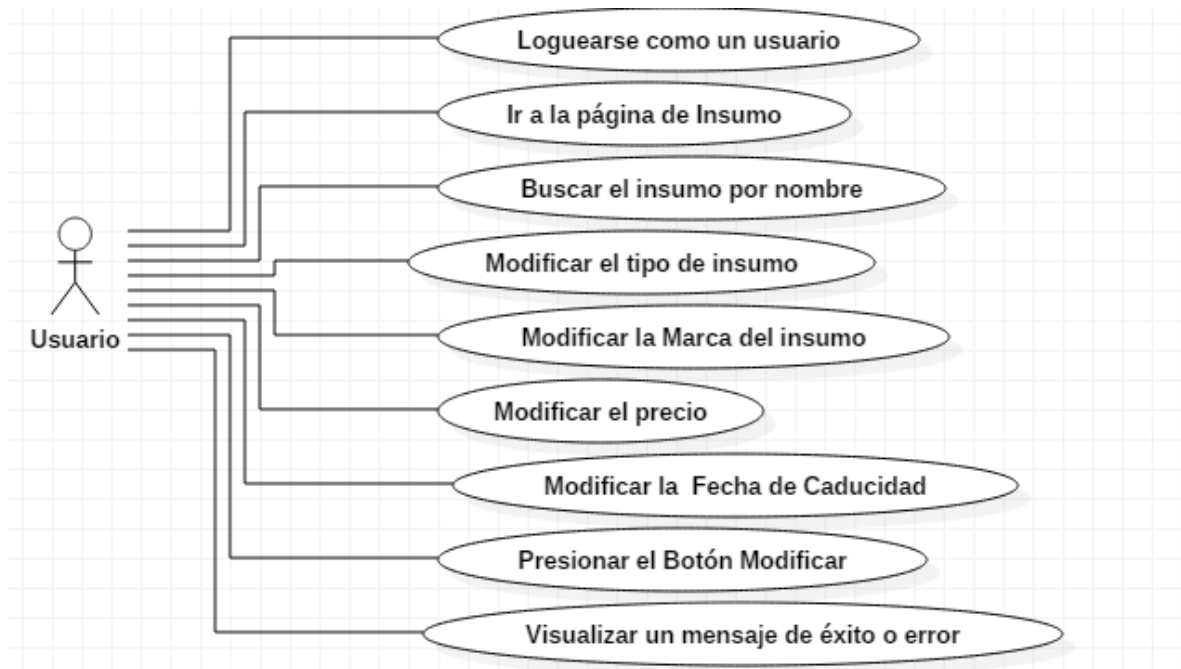 Loguearse como un usuario
Ir a la página de Insumo
Buscar el insumo por nombre
Modificar el tipo de insumo
Usuario
Modificar la Marca del insumo
Modificar el precio
Modificar la Fecha de Caducidad
Presionar el Botón Modificar
Visualizar un mensaje de éxito o error